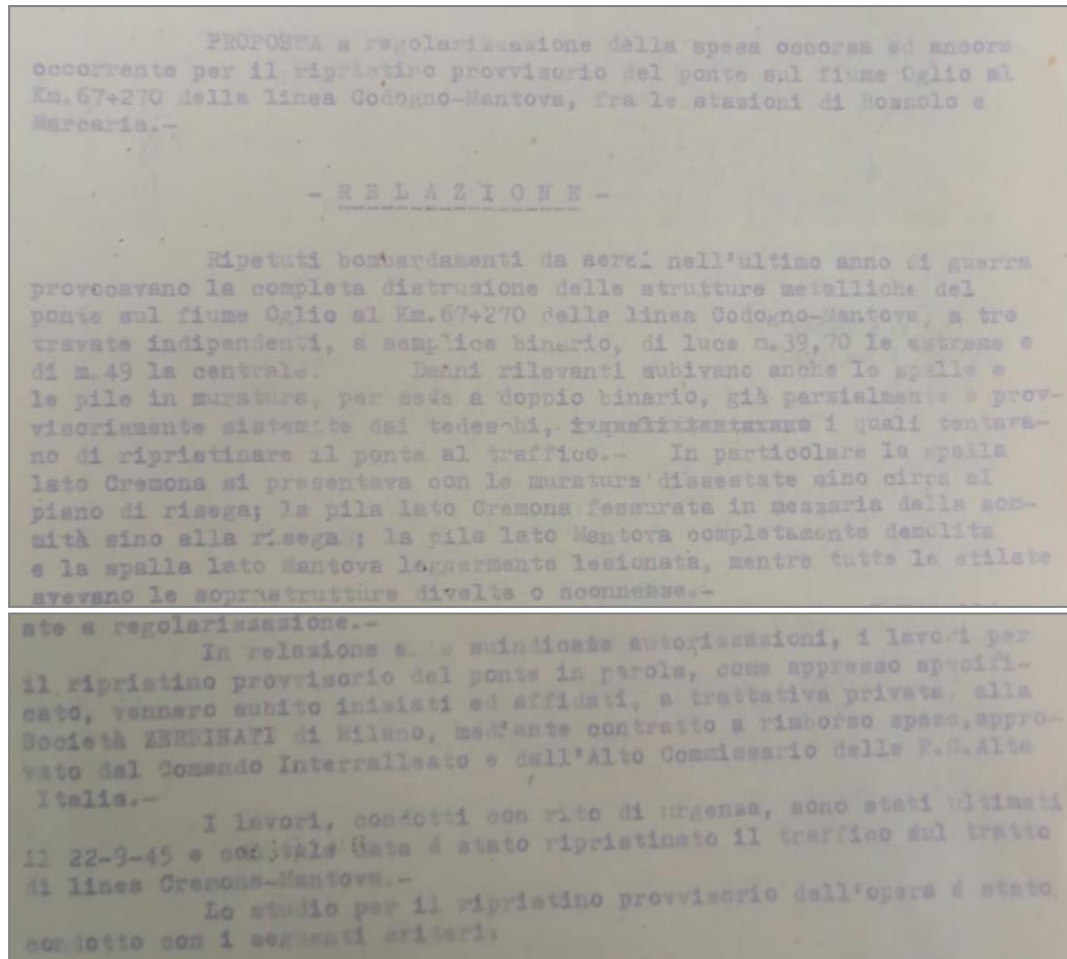 PROPOSTA a regolarizzazione della spesa occorsa ed ancora
occorrente per il ripristino provvisorio del ponte sul fiume Oglio al
Km.67+270 della linea Codogno-Mantova, fra le stazioni di Bozzolo e
Marcaria.-
- R E L A Z I O N E -
Ripetuti bombardamenti da aerei nell'ultimo anno di guerra
provocavano la completa distruzione delle strutture metalliche del
ponte sul fiume Oglio al Km.67+270 della linea Codogno-Mantova, a tre
travate indipendenti, a semplice binario, di luce m.39,70 le estreme e
di m.49 la centrale. Danni rilevanti subivano anche le spalle e
le pile in muratura, per sede a doppio binario, già parzialmente e prov-
visoriamente sistemate dai tedeschi, i quali tentava-
no di ripristinare il ponte al traffico.- In particolare la spalla
lato Cremona si presentava con le murature dissestate sino circa al
piano di risega; la pila lato Cremona fessurata in mezzaria dalla som-
mità sino alla risega ; la pila lato Mantova completamente demolita
e la spalla lato Mantova leggermente lesionata, mentre tutte le stilate
avevano le soprastrutture divelte o sconnesse.-
ate a regolarizzazione.-
In relazione suindicate autorizzazioni, i lavori per
il ripristino provvisorio del ponte in parola, come appresso specifi-
cato, vennero subito iniziati ed affidati, a trattativa privata, alla
Società ZERBINATI di Milano, mediante contratto a rimborso spese,appro-
vato dal Comando Interalleato e dall'Alto Commissario delle F.S.Alta
Italia.-
I lavori, condotti con rito di urgenza, sono stati ultimati
il 22-9-45 e con tale data é stato ripristinato il traffico sul tratto
di linea Cremona-Mantova.-
Lo studio per il ripristino provvisorio dell'opera é stato
condotto con i seguenti criteri: